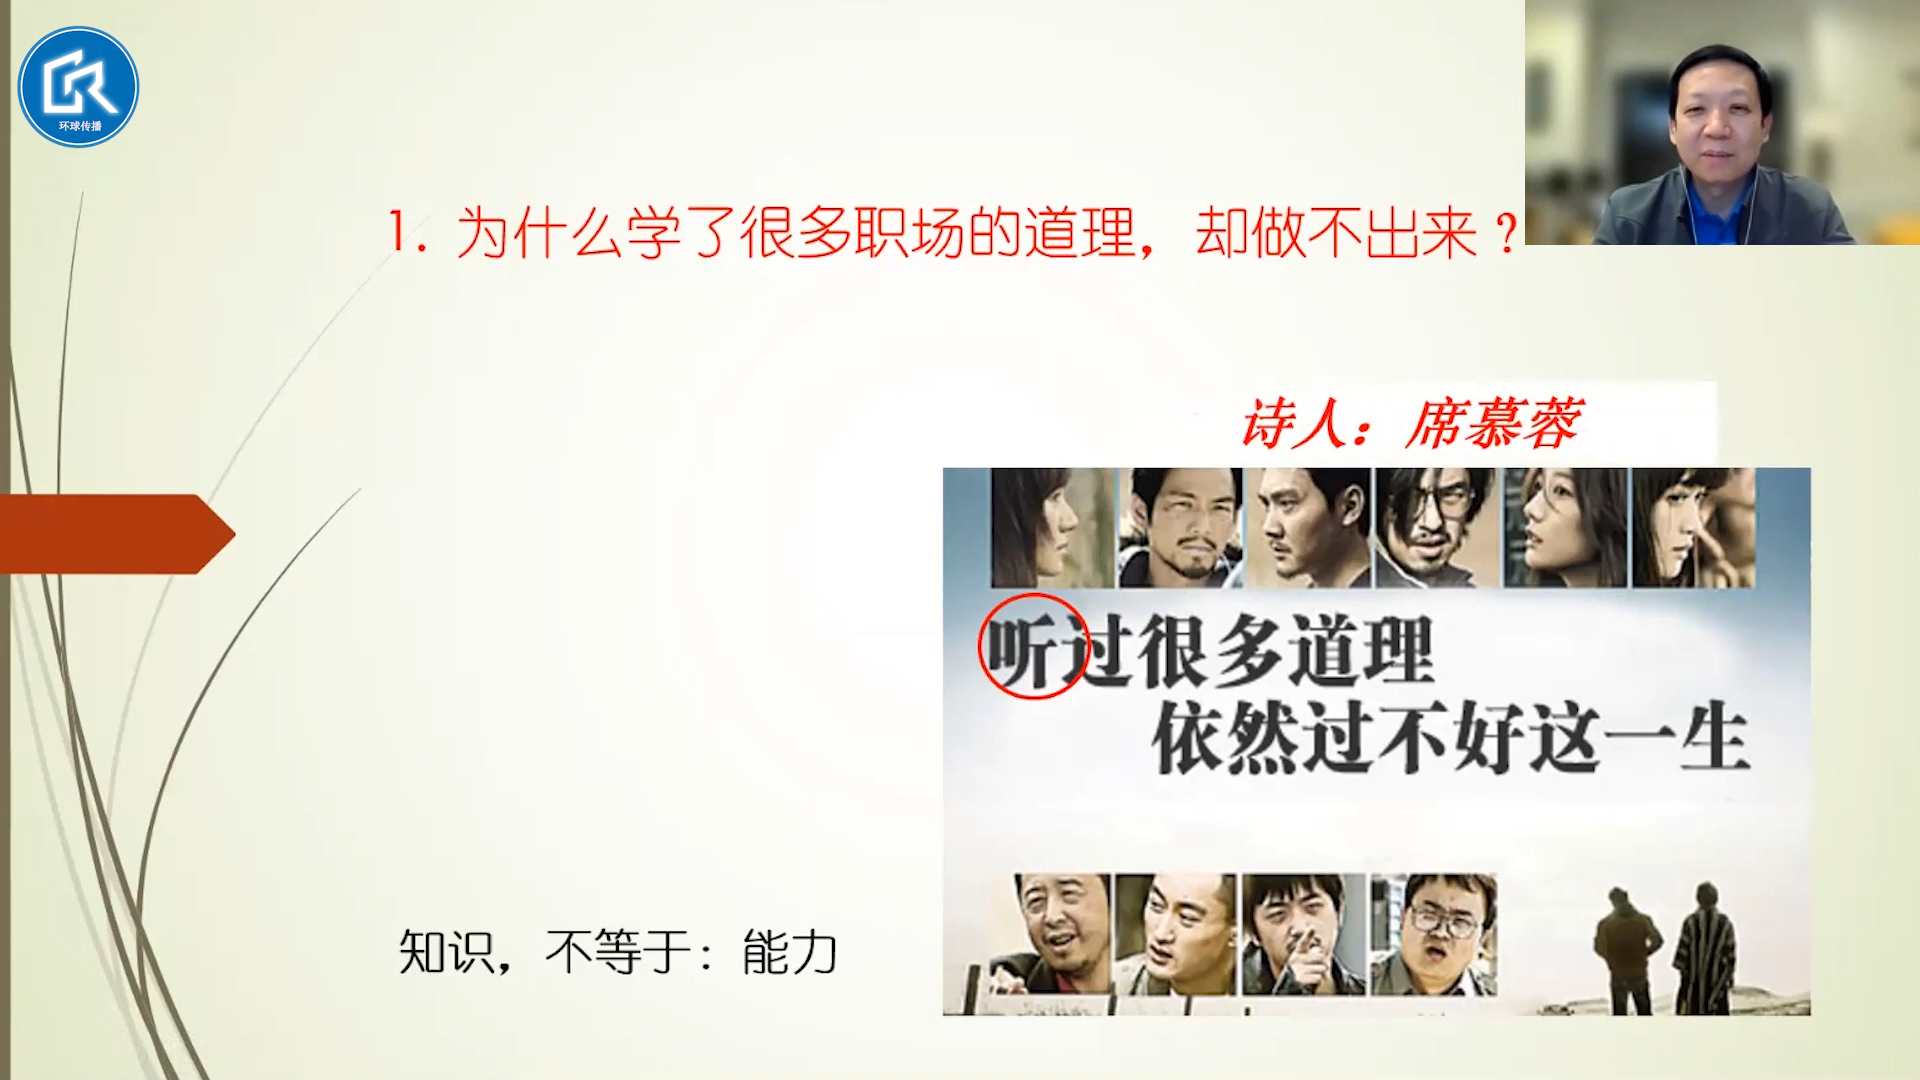 GR
环球传播
1. 为什么学了很多职场的道理，却做不出来？
诗人：席慕蓉
听过很多道理
依然过不好这一生
知识，不等于：能力